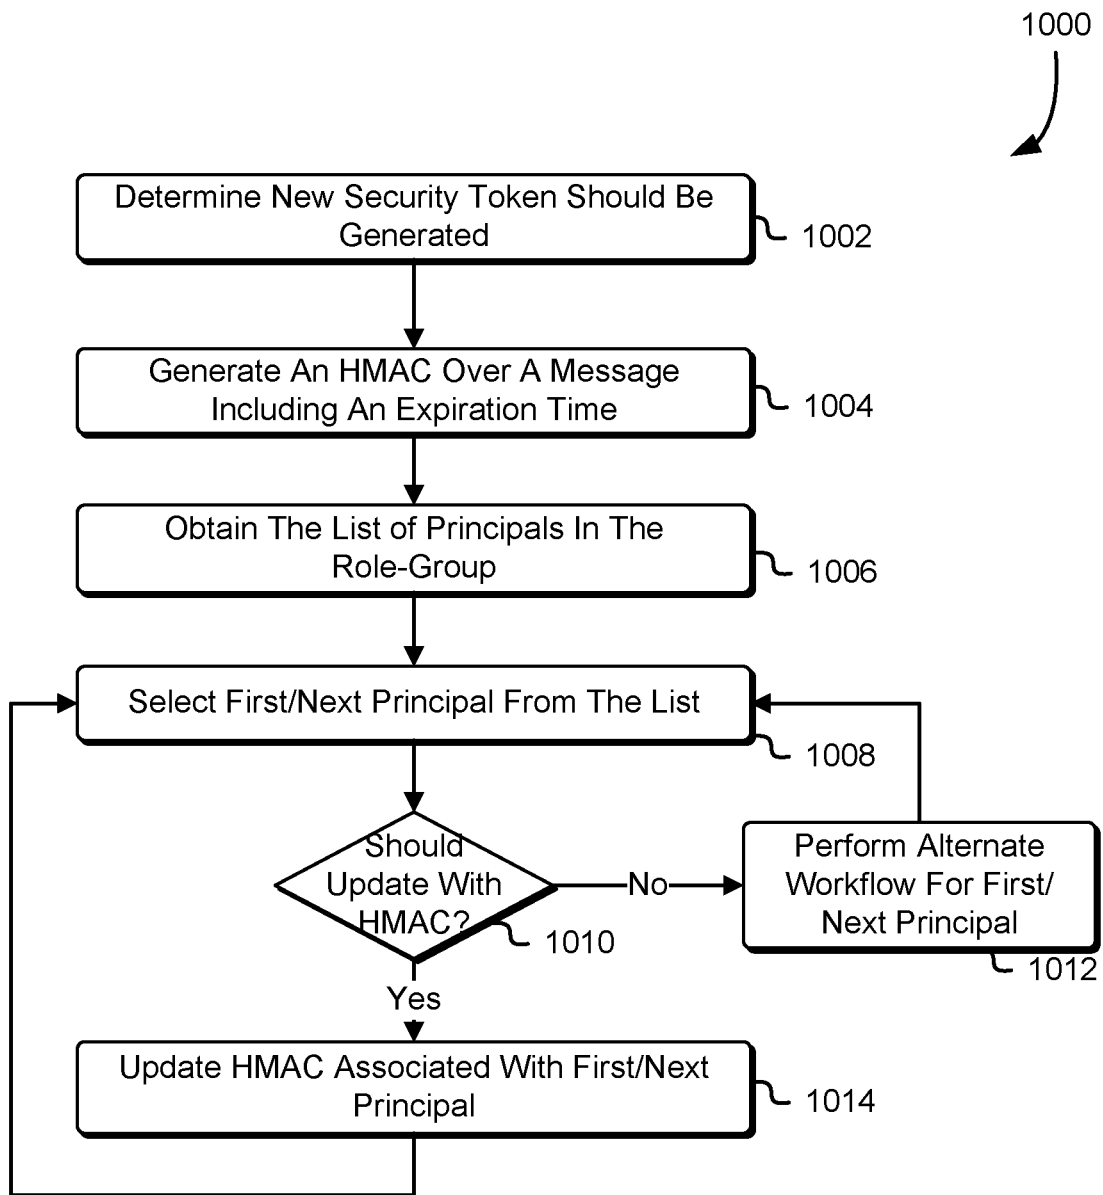 1000
Determine New Security Token Should Be
Generated
1002
Generate An HMAC Over A Message
Including An Expiration Time
1004
Obtain The List of Principals In The
Role-Group
1006
Select First/Next Principal From The List
1008
Should
Update With
HMAC?
1010
No
Perform Alternate
Workflow For First/
Next Principal
1012
Yes
Update HMAC Associated With First/Next
Principal
1014